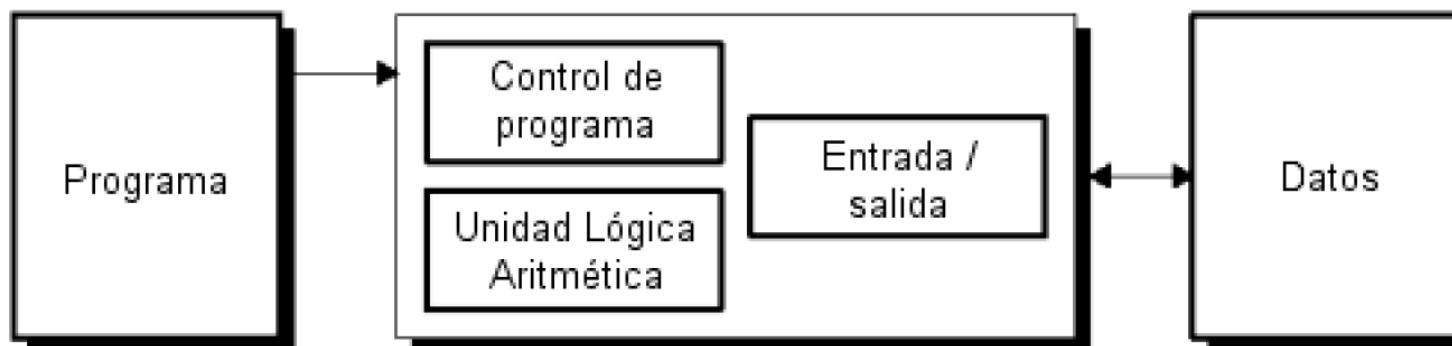 Programa
Control de
programa
Unidad Lógica
Aritmética
Entrada /
salida
Datos